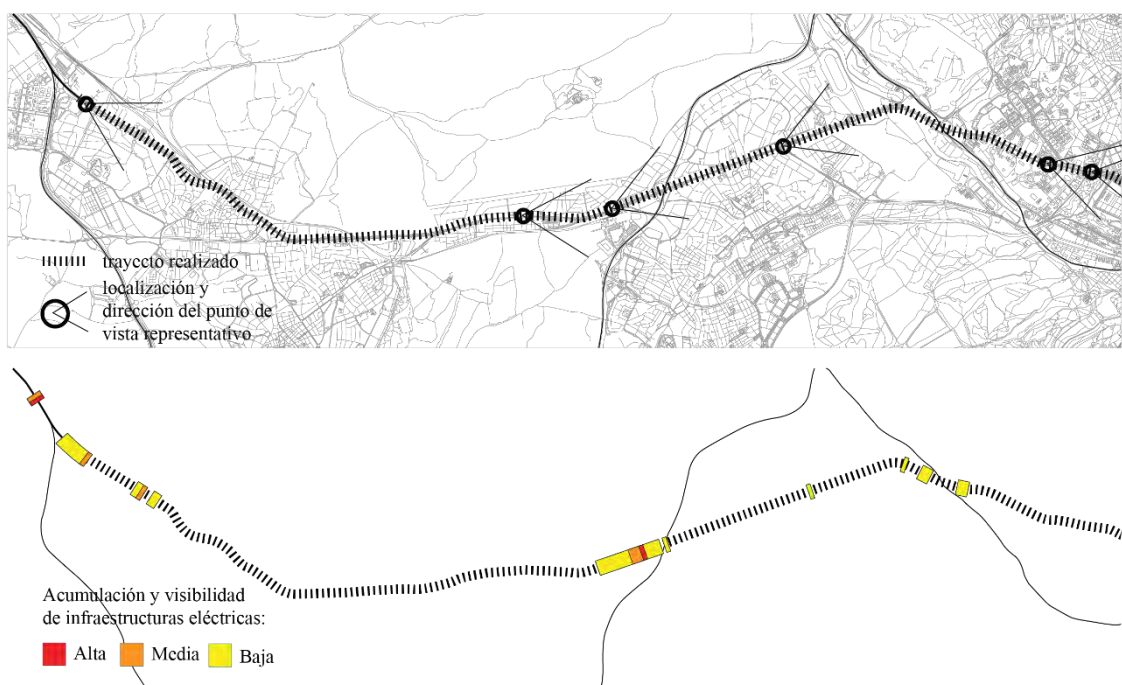 trayecto realizado
localización y
dirección del punto de
vista representativo
Acumulación y visibilidad
de infraestructuras eléctricas:
Alta Media Baja